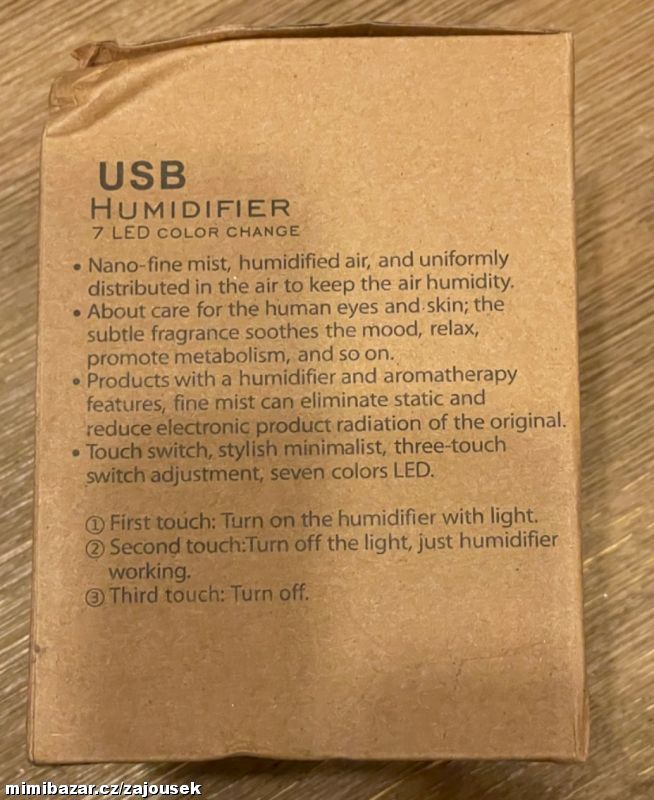 USB
HUMIDIFIER
7 LED COLOR CHANGE
• Nano-fine mist, humidified air, and uniformly
distributed in the air to keep the air humidity.
• About care for the human eyes and skin; the
subtle fragrance soothes the mood, relax,
promote metabolism, and so on.
• Products with a humidifier and aromatherapy
features, fine mist can eliminate static and
reduce electronic product radiation of the original.
• Touch switch, stylish minimalist, three-touch
switch adjustment, seven colors LED.
① First touch: Turn on the humidifier with light.
② Second touch:Turn off the light, just humidifier
working.
③ Third touch: Turn off.
mimibazar.cz/zajousek